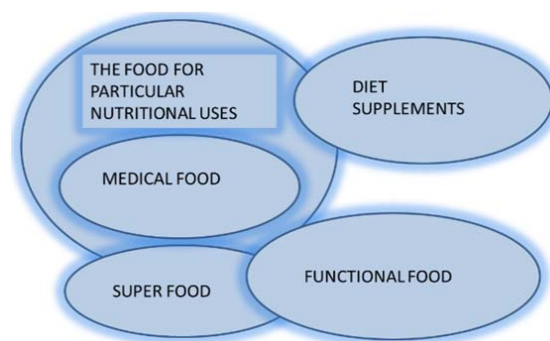 THE FOOD FOR
PARTICULAR
NUTRITIONAL USES
DIET
SUPPLEMENTS
MEDICAL FOOD
SUPER FOOD
FUNCTIONAL FOOD